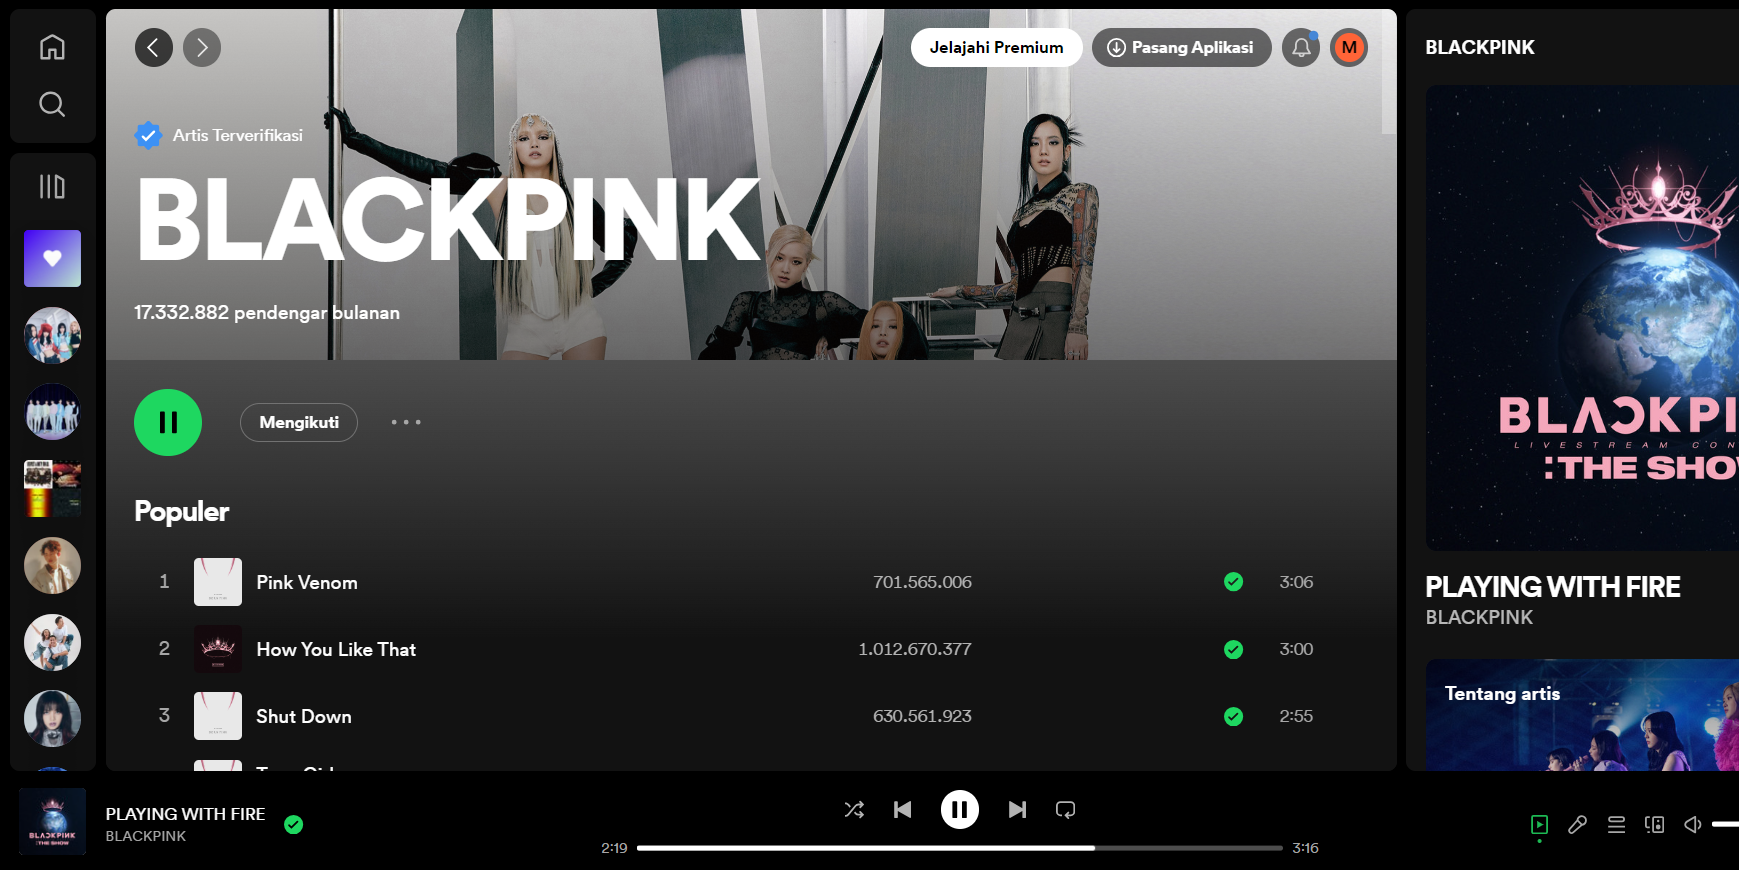 Jelajahi Premium
Pasang Aplikasi
M
Artis Terverifikasi
BLACKPINK
17.332.882 pendengar bulanan
Mengikuti
Populer
1 Pink Venom 701.565.006 3:06
2 How You Like That 1.012.670.377 3:00
3 Shut Down 630.561.923 2:55
BLACKPINK
BLACKPI
LIVESTREAM CON
:THE SHO
PLAYING WITH FIRE
BLACKPINK
Tentang artis
BLACKPINK
:THE SHOW
PLAYING WITH FIRE
BLACKPINK
2:19
3:16